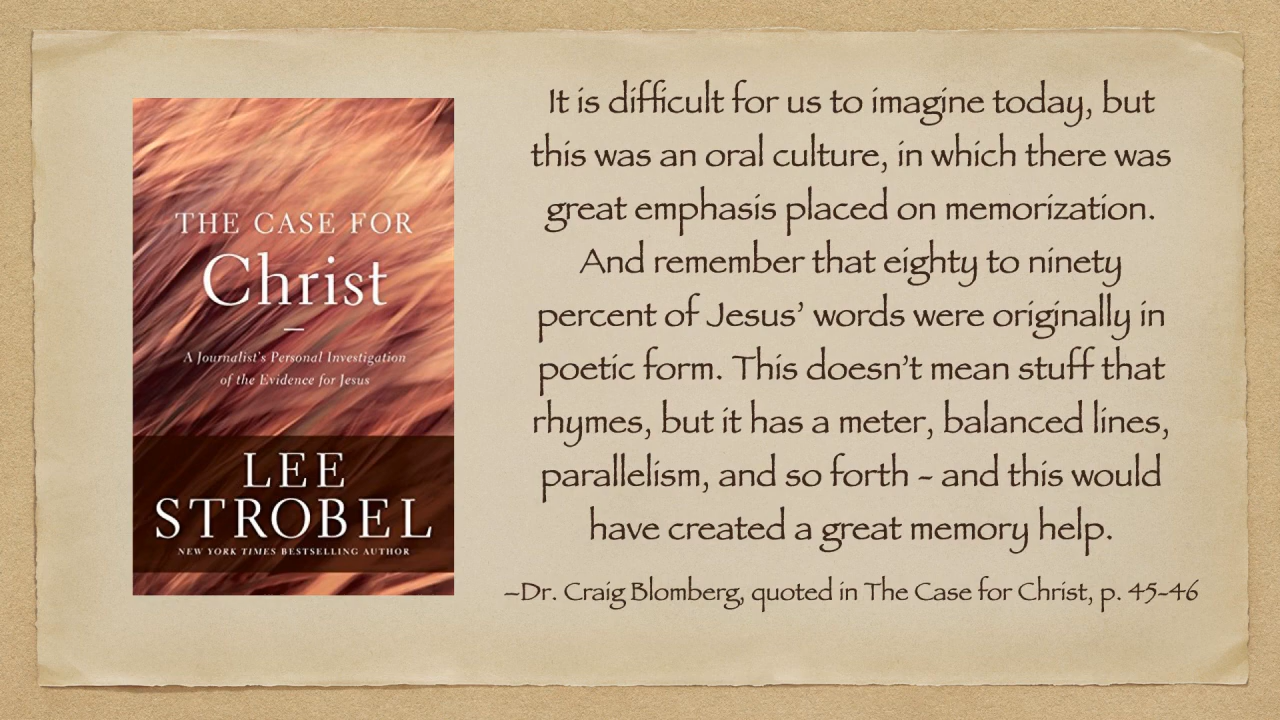 THE CASE FOR
Christ
A Journalist's Personal Investigation
of the Evidence for Jesus
LEE
STROBEL
NEW YORK TIMES BESTSELLING AUTHOR
It is difficult for us to imagine today, but
this was an oral culture, in which there was
great emphasis placed on memorization.
And remember that eighty to ninety
percent of Jesus’ words were originally in
poetic form. This doesn’t mean stuff that
rhymes, but it has a meter, balanced lines,
parallelism, and so forth – and this would
have created a great memory help.
–Dr. Craig Blomberg, quoted in The Case for Christ, p. 45-46